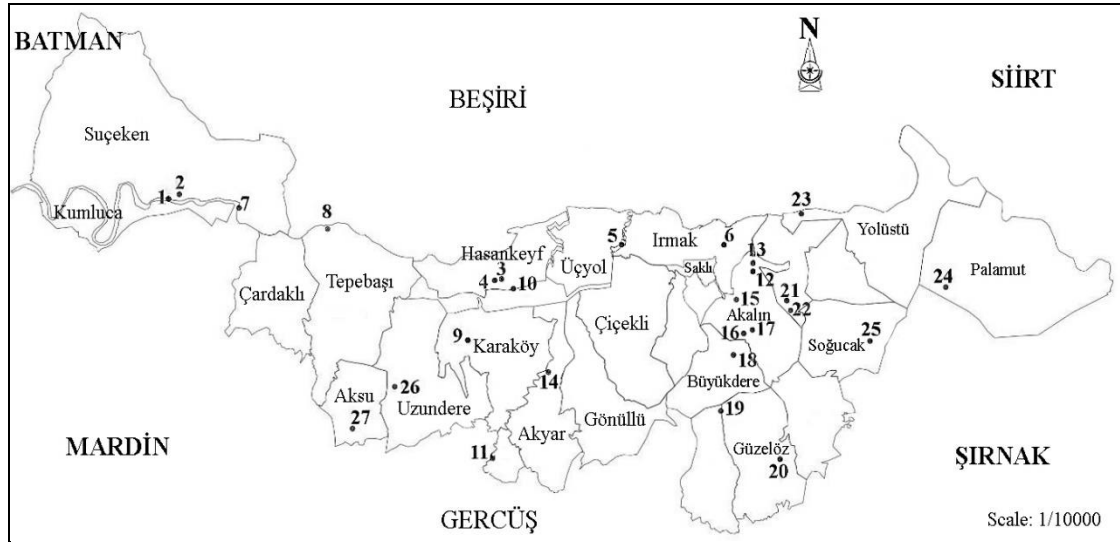 BATMAN
SİİRT
BEŞİRİ
Suçeken
2
1
Kumluca
7
8
23
5
Irmak
6
Yolüstü
Hasankeyf
Üçyol
13
Saklı
12
Palamut
Tepebaşı
4
3
10
24
Çardaklı
15
21
22
Akalın
Çiçekli
9
Karaköy
16
17
Soğucak
25
18
14
Büyükdere
Aksu
26
Uzundere
27
Gönüllü
19
MARDİN
Akyar
Güzelöz
ŞIRNAK
11
20
GERCÜŞ
Scale: 1/10000